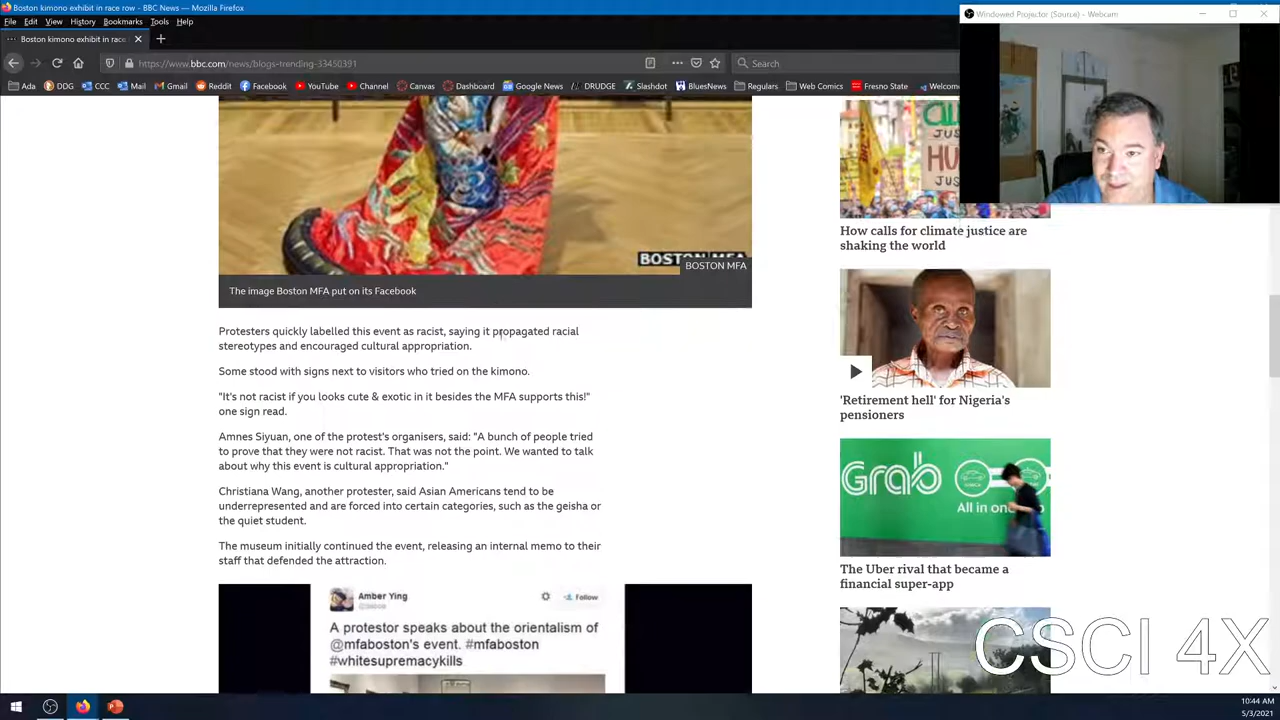 Boston kimono exhibit in race row - BBC News - Mozilla Firefox
File Edit View History Bookmarks Tools Help
Boston kimono exhibit in race
https://www.bbc.com/news/blogs-trending-33450391
Search
Ada DDG CCC Mail Gmail Reddit Facebook YouTube Channel Canvas Dashboard Google News DRUDGE Slashdot BluesNews Regulars Web Comics Fresno State Welcome
Windowed Projector (Source) - Webcam
BOSTON MFA
The image Boston MFA put on its Facebook
Protesters quickly labelled this event as racist, saying it propagated racial
stereotypes and encouraged cultural appropriation.
Some stood with signs next to visitors who tried on the kimono.
"It's not racist if you looks cute & exotic in it besides the MFA supports this!"
one sign read.
Amnes Siyuan, one of the protest's organisers, said: "A bunch of people tried
to prove that they were not racist. That was not the point. We wanted to talk
about why this event is cultural appropriation."
Christiana Wang, another protester, said Asian Americans tend to be
underrepresented and are forced into certain categories, such as the geisha or
the quiet student.
The museum initially continued the event, releasing an internal memo to their
staff that defended the attraction.
Amber Ying
Follow
A protestor speaks about the orientalism of
@mfaboston's event. #mfaboston
#whitesupremacykills
JUS
HU
JUS
How calls for climate justice are
shaking the world
'Retirement hell' for Nigeria's
pensioners
Grab
All in one
The Uber rival that became a
financial super-app
CSCI 4X
10:44 AM
5/3/2021